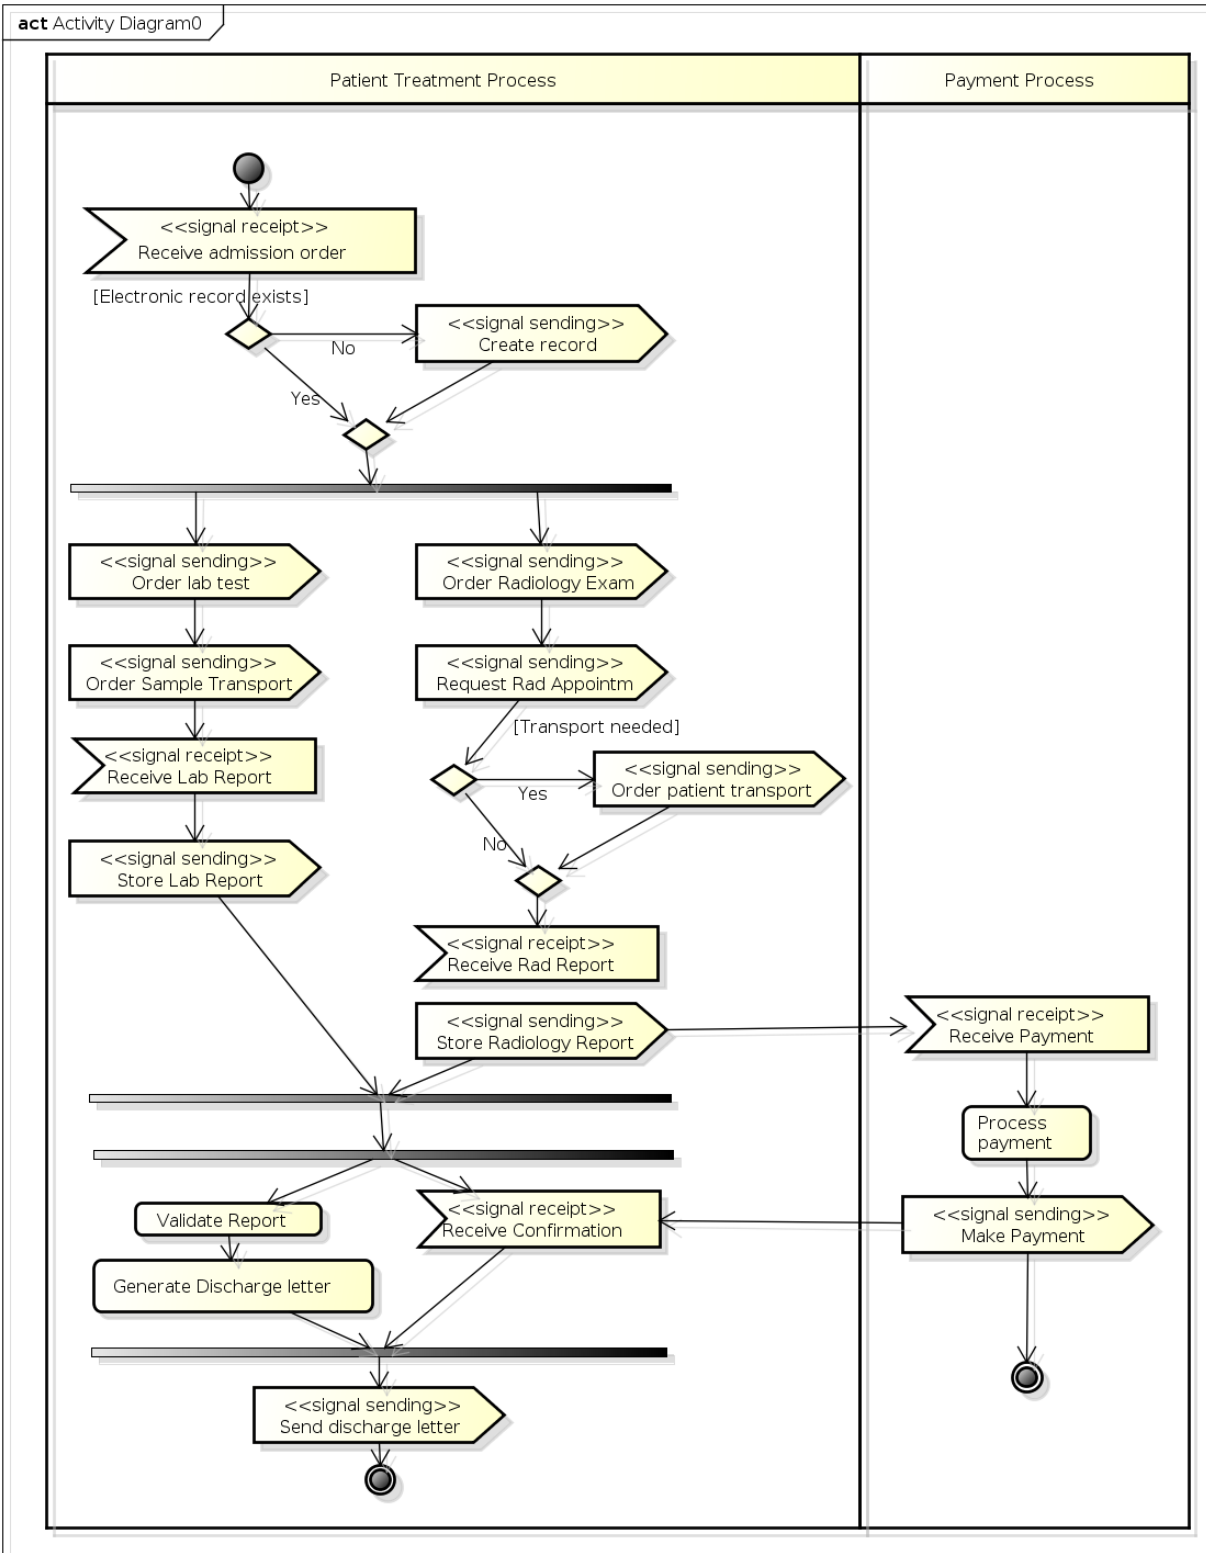 act Activity Diagram0
Patient Treatment Process
Payment Process
<<signal receipt>>
Receive admission order
[Electronic record exists]
<<signal sending>>
Create record
No
Yes
<<signal sending>>
Order lab test
<<signal sending>>
Order Radiology Exam
<<signal sending>>
Order Sample Transport
<<signal sending>>
Request Rad Appointm
[Transport needed]
<<signal receipt>>
Receive Lab Report
<<signal sending>>
Order patient transport
Yes
No
<<signal sending>>
Store Lab Report
<<signal receipt>>
Receive Rad Report
<<signal sending>>
Store Radiology Report
<<signal receipt>>
Receive Payment
Process
payment
Validate Report
<<signal receipt>>
Receive Confirmation
<<signal sending>>
Make Payment
Generate Discharge letter
<<signal sending>>
Send discharge letter